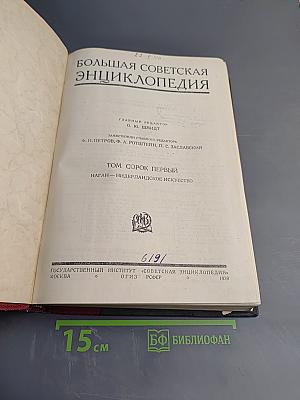 БОЛЬШАЯ СОВЕТСКАЯ
ЭНЦИКЛОПЕДИЯ
ГЛАВНЫЙ РЕДАКТОР
О. Ю. ШМИДТ
ЗАМЕСТИТЕЛИ ГЛАВНОГО РЕДАКТОРА:
Ф. Н. ПЕТРОВ, Ф. А. РОТШТЕЙН, П. С. ЗАСЛАВСКИЙ
ТОМ СОРОК ПЕРВЫЙ
НАГАН—НИДЕРЛАНДСКОЕ ИСКУССТВО
6191
ГОСУДАРСТВЕННЫЙ ИНСТИТУТ «СОВЕТСКАЯ ЭНЦИКЛОПЕДИЯ»
МОСКВА ОГИЗ РСФСР 1939
15 см
БФ БИБЛИОФАН